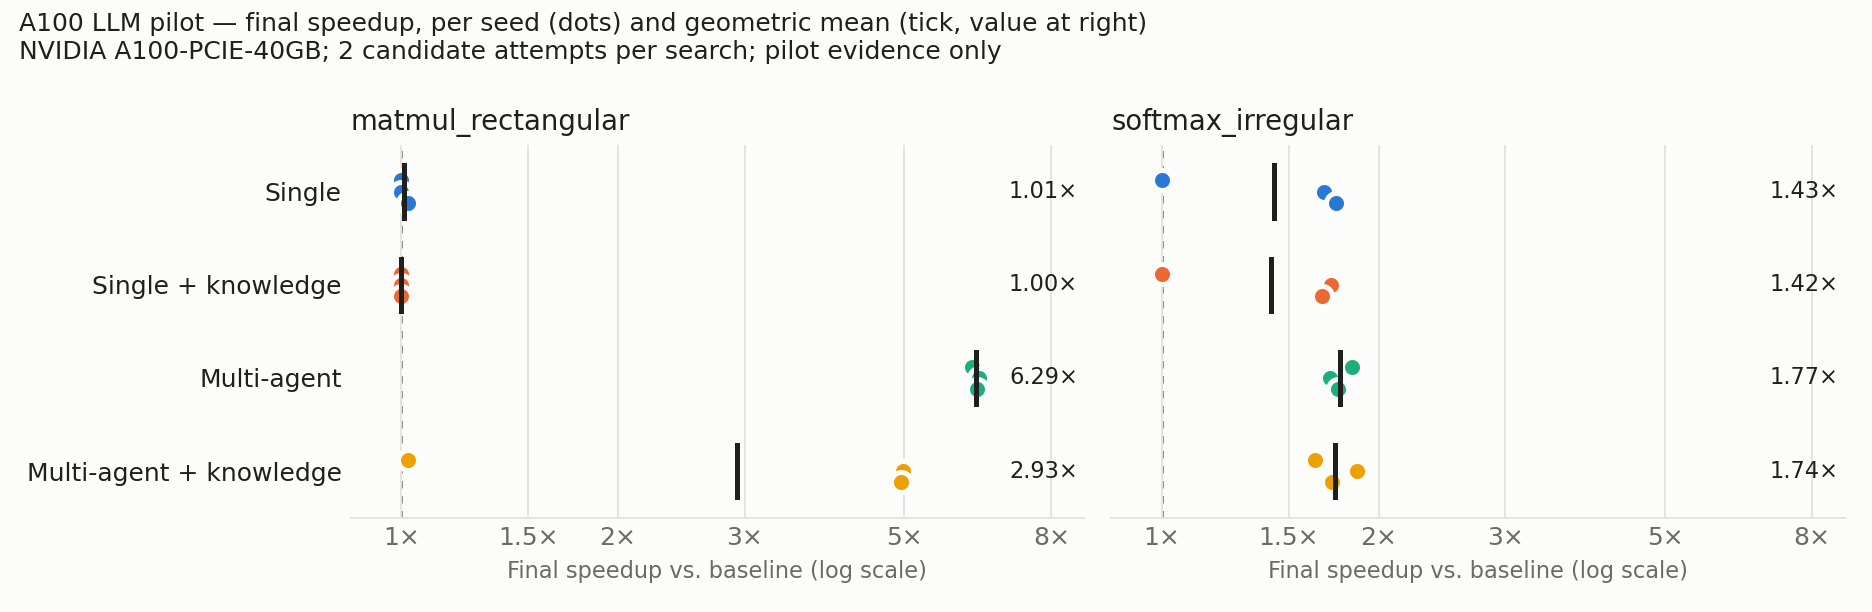 A100 LLM pilot — final speedup, per seed (dots) and geometric mean (tick, value at right)
NVIDIA A100-PCIE-40GB; 2 candidate attempts per search; pilot evidence only
matmul_rectangular
softmax_irregular
Single
1.01×
1.43×
Single + knowledge
1.00×
1.42×
Multi-agent
6.29×
1.77×
Multi-agent + knowledge
2.93×
1.74×
1× 1.5× 2× 3× 5× 8×
1× 1.5× 2× 3× 5× 8×
Final speedup vs. baseline (log scale)
Final speedup vs. baseline (log scale)